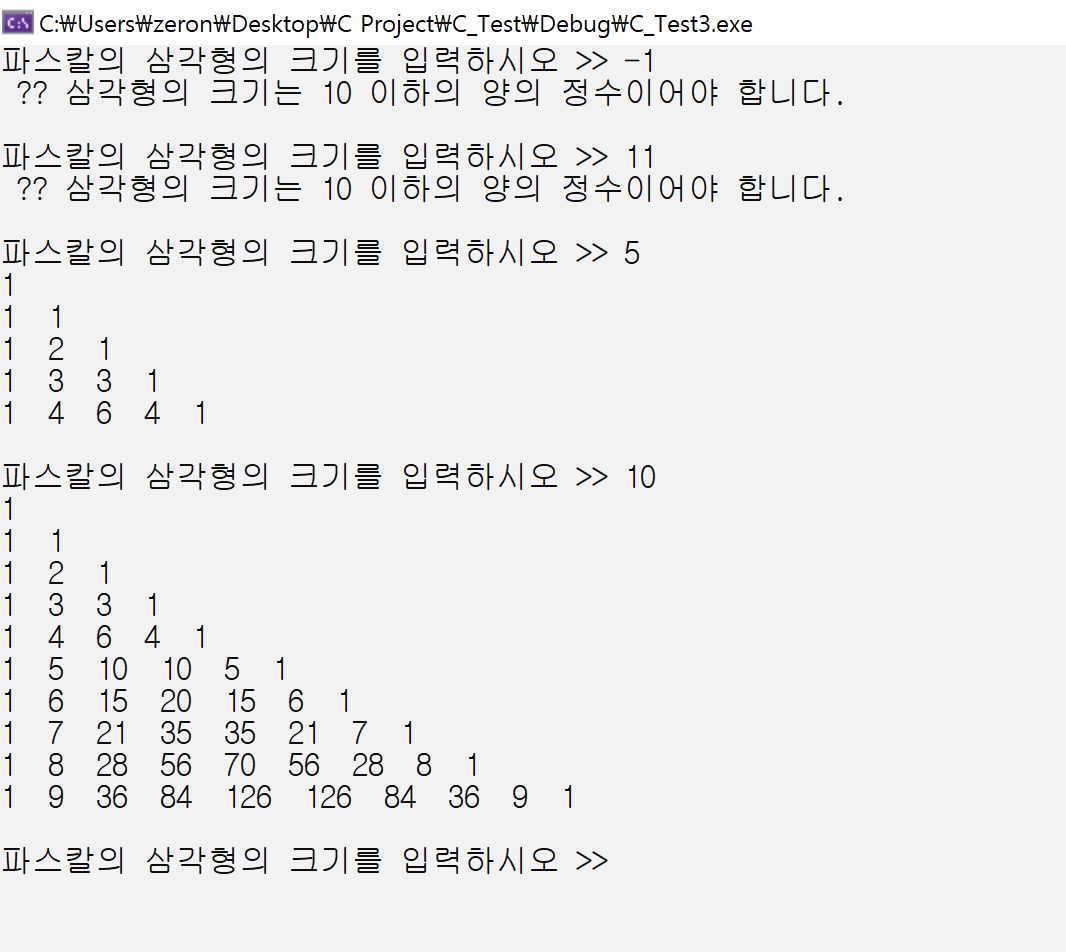 C:\Users\zeron\Desktop\C Project\C_Test\Debug\C_Test3.exe
파스칼의 삼각형의 크기를 입력하시오 >> -1
 ?? 삼각형의 크기는 10 이하의 양의 정수이어야 합니다.
파스칼의 삼각형의 크기를 입력하시오 >> 11
 ?? 삼각형의 크기는 10 이하의 양의 정수이어야 합니다.
파스칼의 삼각형의 크기를 입력하시오 >> 5
1
1  1
1  2  1
1  3  3  1
1  4  6  4  1
파스칼의 삼각형의 크기를 입력하시오 >> 10
1
1  1
1  2  1
1  3  3  1
1  4  6  4  1
1  5  10  10  5  1
1  6  15  20  15  6  1
1  7  21  35  35  21  7  1
1  8  28  56  70  56  28  8  1
1  9  36  84  126  126  84  36  9  1
파스칼의 삼각형의 크기를 입력하시오 >>